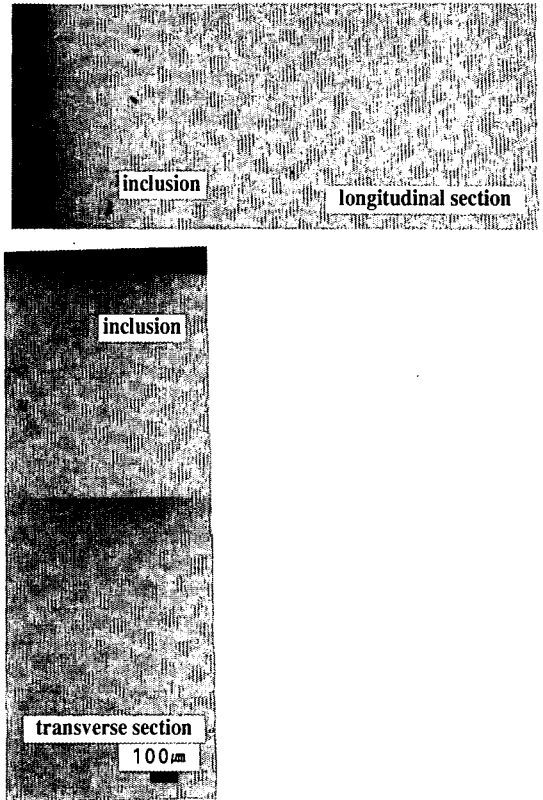 inclusion
longitudinal section
inclusion
transverse section
100μm